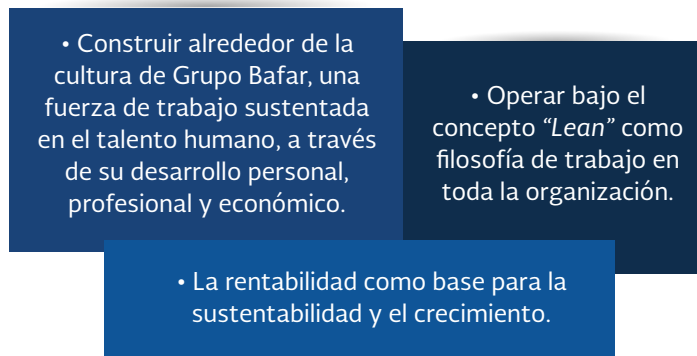 • Construir alrededor de la
cultura de Grupo Bafar, una
fuerza de trabajo sustentada
en el talento humano, a través
de su desarrollo personal,
profesional y económico.
• Operar bajo el
concepto “Lean” como
filosofía de trabajo en
toda la organización.
• La rentabilidad como base para la
sustentabilidad y el crecimiento.